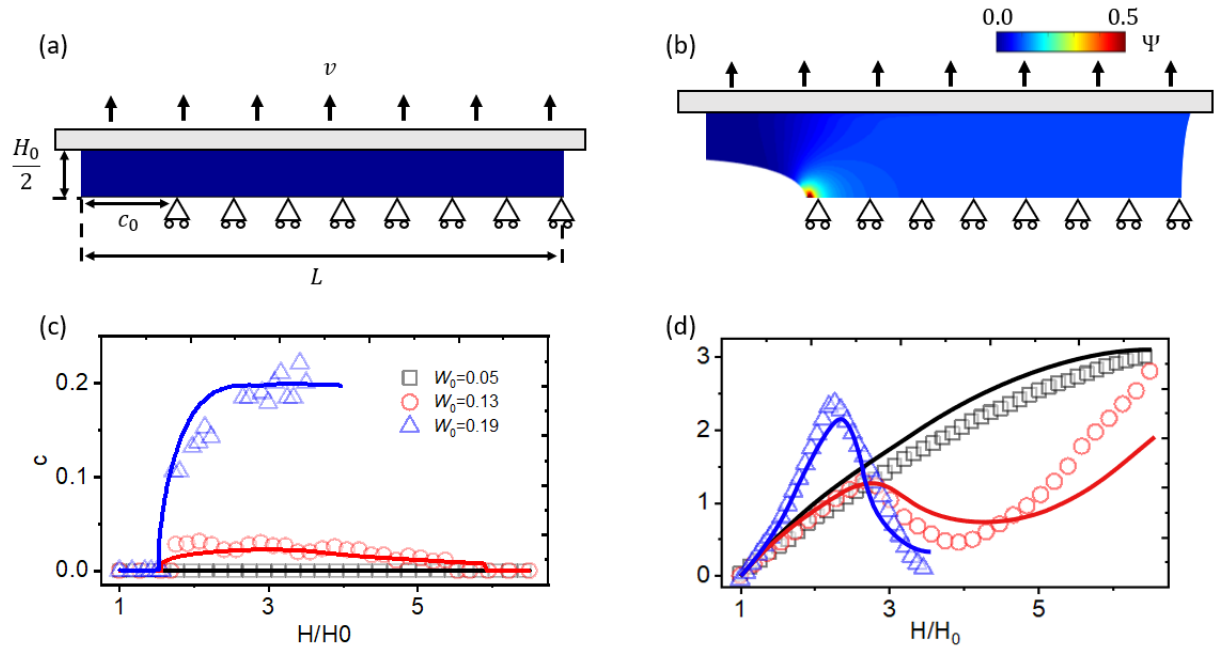 (a)
v
H₀
2
c₀
L
(b)
0.0 0.5
Ψ
(c)
0.2
0.1
0.0
c
W₀=0.05
W₀=0.13
W₀=0.19
1 3 5
H/H0
(d)
3
2
1
0
1 3 5
H/H₀